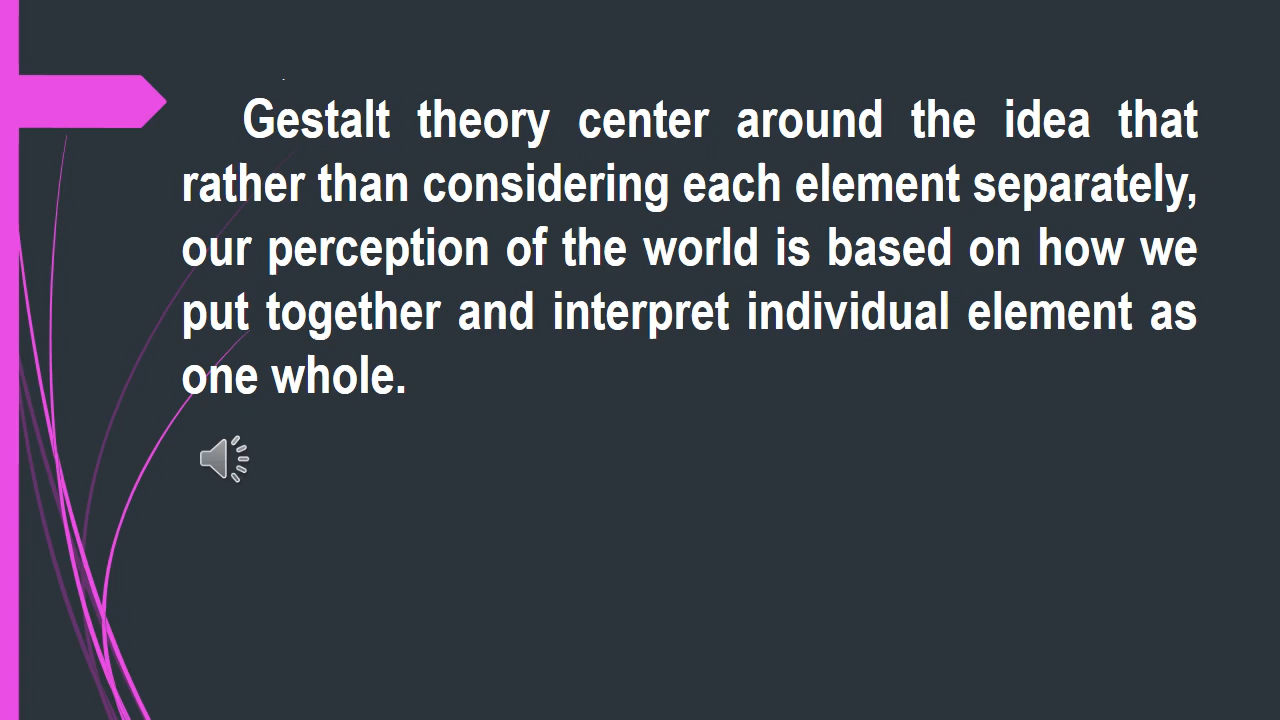 Gestalt theory center around the idea that
rather than considering each element separately,
our perception of the world is based on how we
put together and interpret individual element as
one whole.